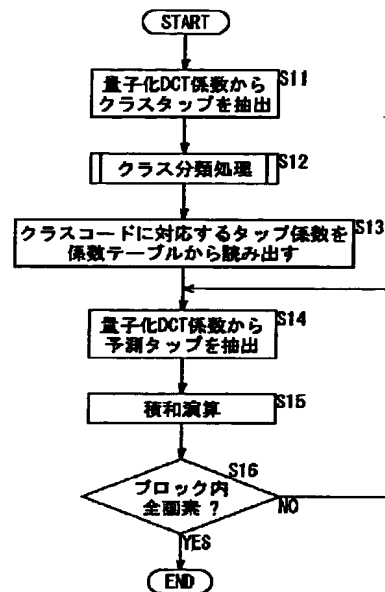 START
量子化DCT係数から
クラスタップを抽出
S11
クラス分類処理
S12
クラスコードに対応するタップ係数を
係数テーブルから読み出す
S13
量子化DCT係数から
予測タップを抽出
S14
積和演算
S15
ブロック内
全画素 ?
S16
NO
YES
END